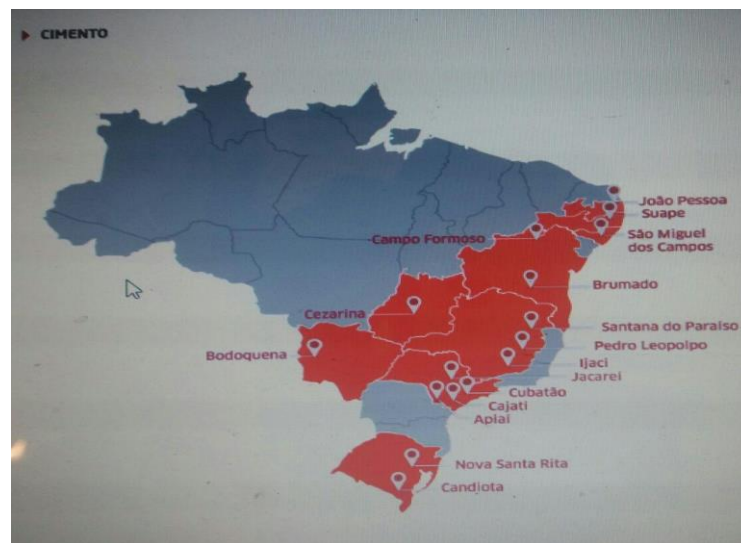 CIMENTO
João Pessoa
Suape
Campo Formoso
São Miguel
dos Campos
Brumado
Cezarina
Santana do Paraíso
Pedro Leopolpo
Bodoquena
Ijaci
Jacareí
Cubatão
Cajati
Apiaí
Nova Santa Rita
Candiota